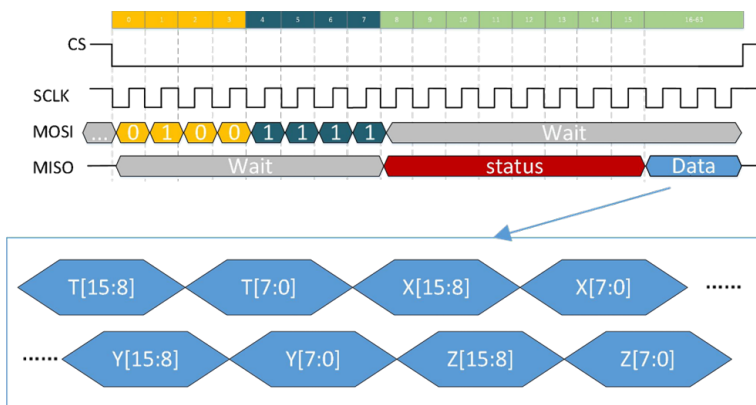 0 1 2 3 4 5 6 7 8 9 10 11 12 13 14 15 16-63
CS
SCLK
MOSI ... 0 1 0 0 1 1 1 1 Wait
MISO Wait status Data
T[15:8] T[7:0] X[15:8] X[7:0] ......
...... Y[15:8] Y[7:0] Z[15:8] Z[7:0]